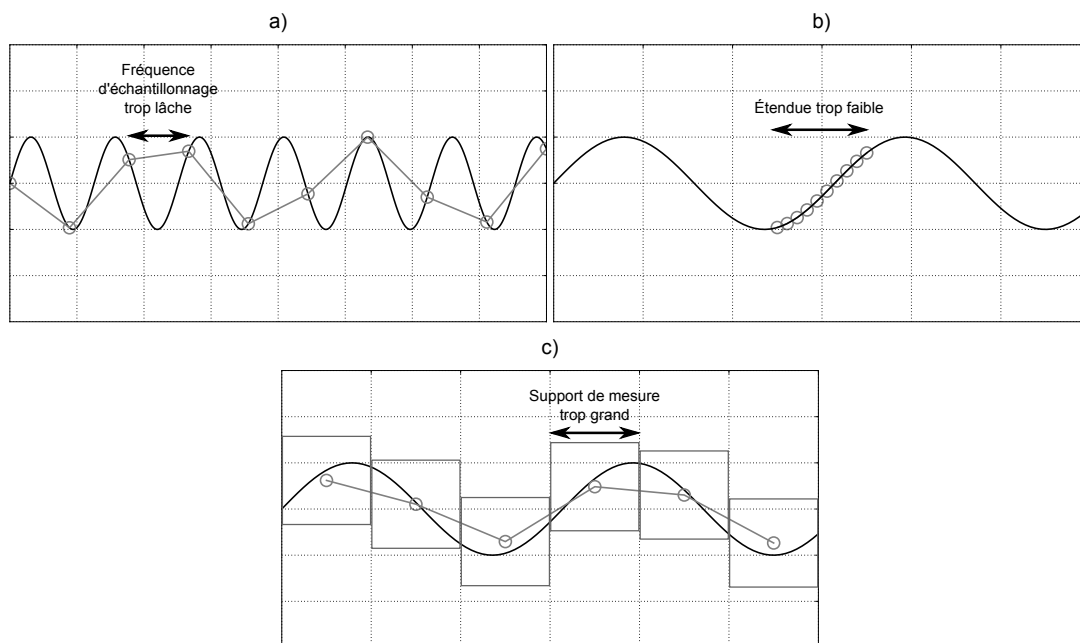 a)
Fréquence
d'échantillonnage
trop lâche
b)
Étendue trop faible
c)
Support de mesure
trop grand